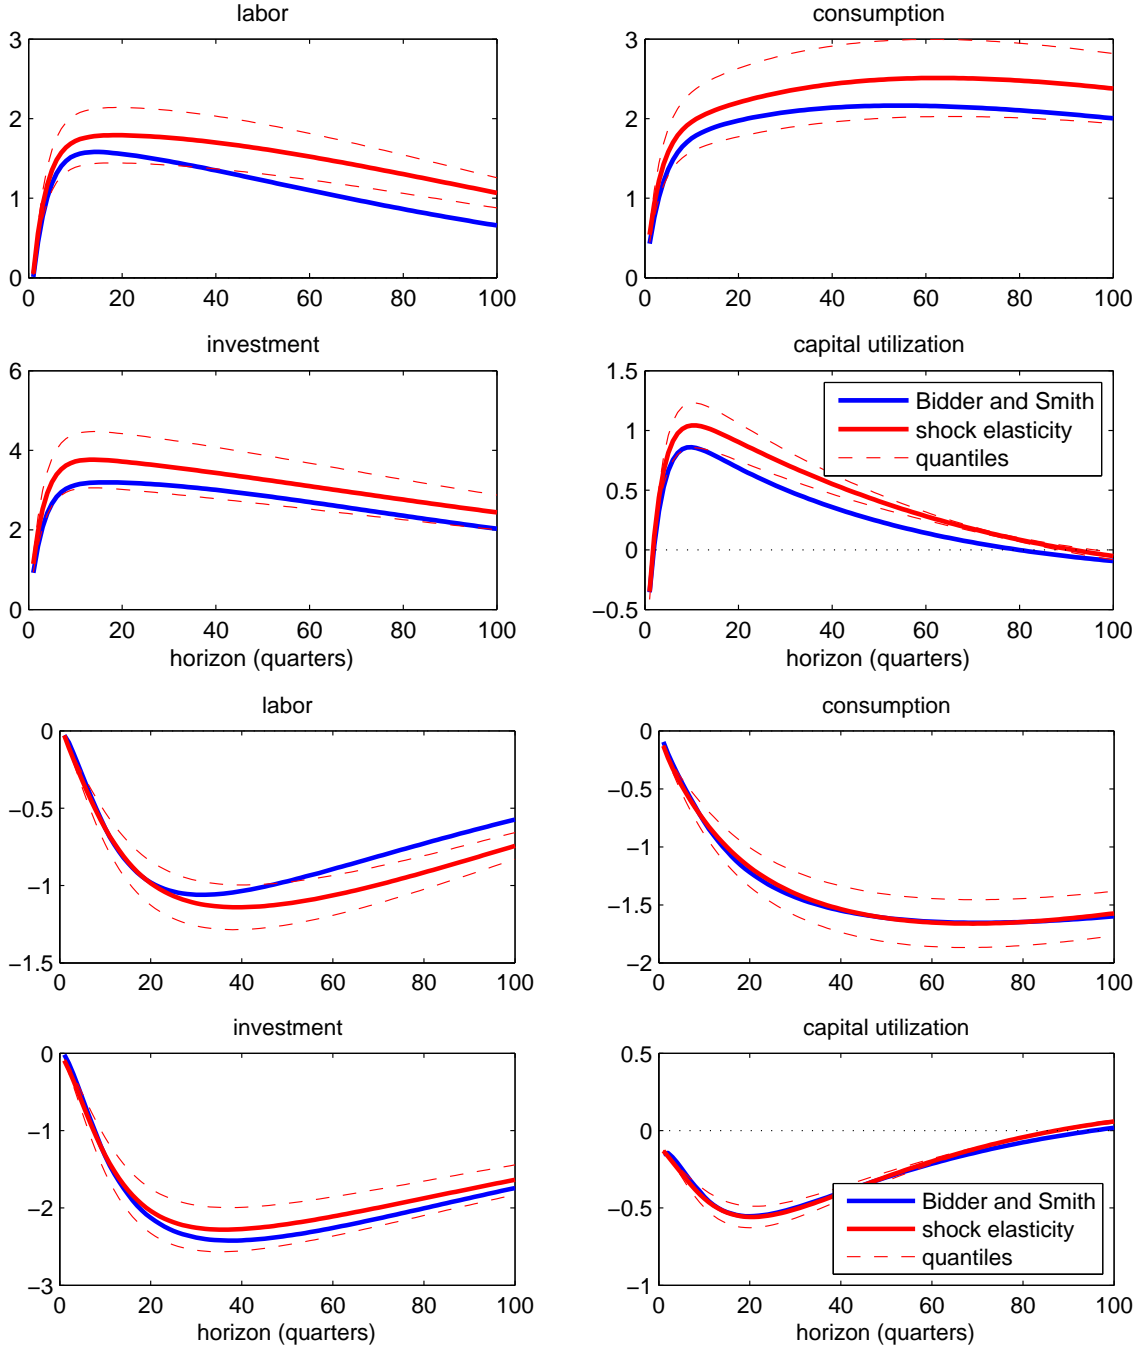 labor
3
2
1
0
0 20 40 60 80 100
consumption
3
2
1
0
0 20 40 60 80 100
investment
6
4
2
0
0 20 40 60 80 100
horizon (quarters)
capital utilization
1.5
1
0.5
0
−0.5
0 20 40 60 80 100
horizon (quarters)
Bidder and Smith
shock elasticity
quantiles
labor
0
−0.5
−1
−1.5
0 20 40 60 80 100
consumption
0
−0.5
−1
−1.5
−2
0 20 40 60 80 100
investment
0
−1
−2
−3
0 20 40 60 80 100
horizon (quarters)
capital utilization
0.5
0
−0.5
−1
0 20 40 60 80 100
horizon (quarters)
Bidder and Smith
shock elasticity
quantiles